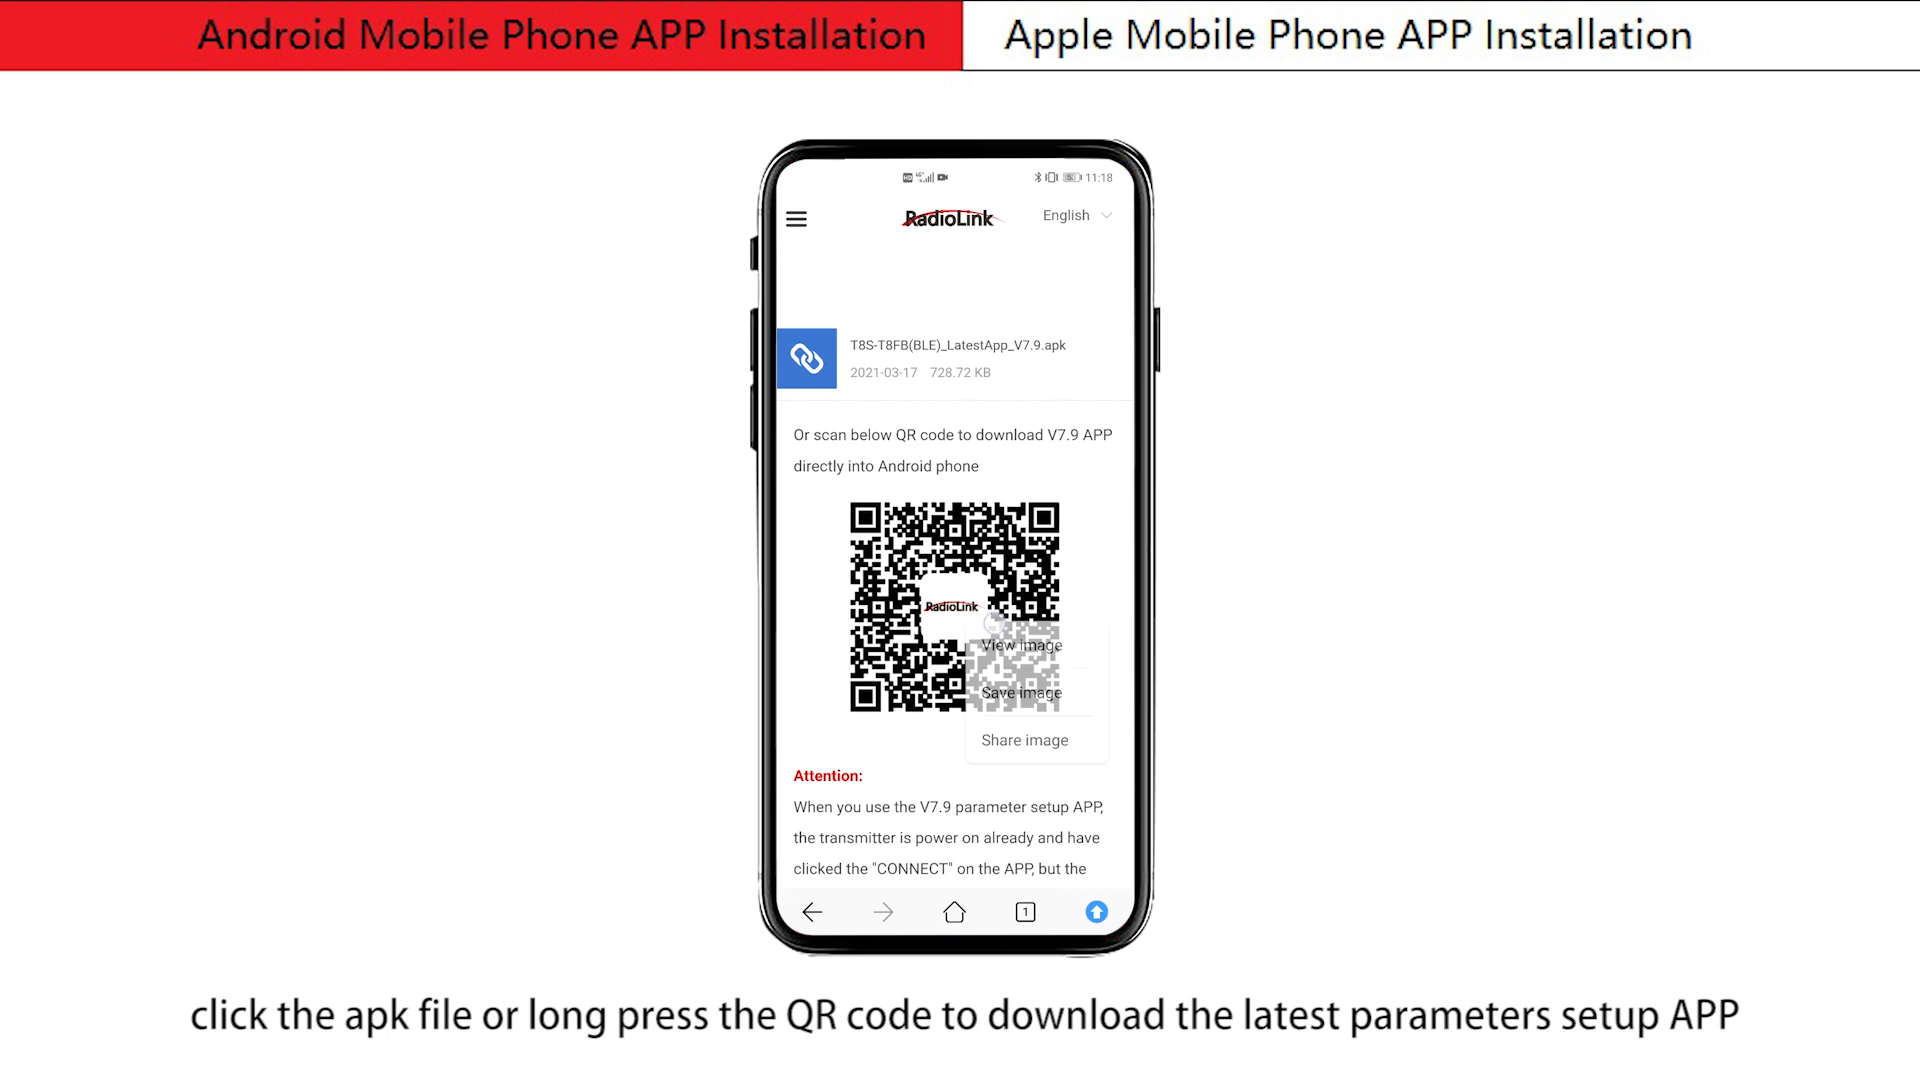 Android Mobile Phone APP Installation
Apple Mobile Phone APP Installation
11:18
RadioLink
English
T8S-T8FB(BLE)_LatestApp_V7.9.apk
2021-03-17 728.72 KB
Or scan below QR code to download V7.9 APP
directly into Android phone
RadioLink
View image
Save image
Share image
Attention:
When you use the V7.9 parameter setup APP,
the transmitter is power on already and have
clicked the "CONNECT" on the APP, but the
1
click the apk file or long press the QR code to download the latest parameters setup APP